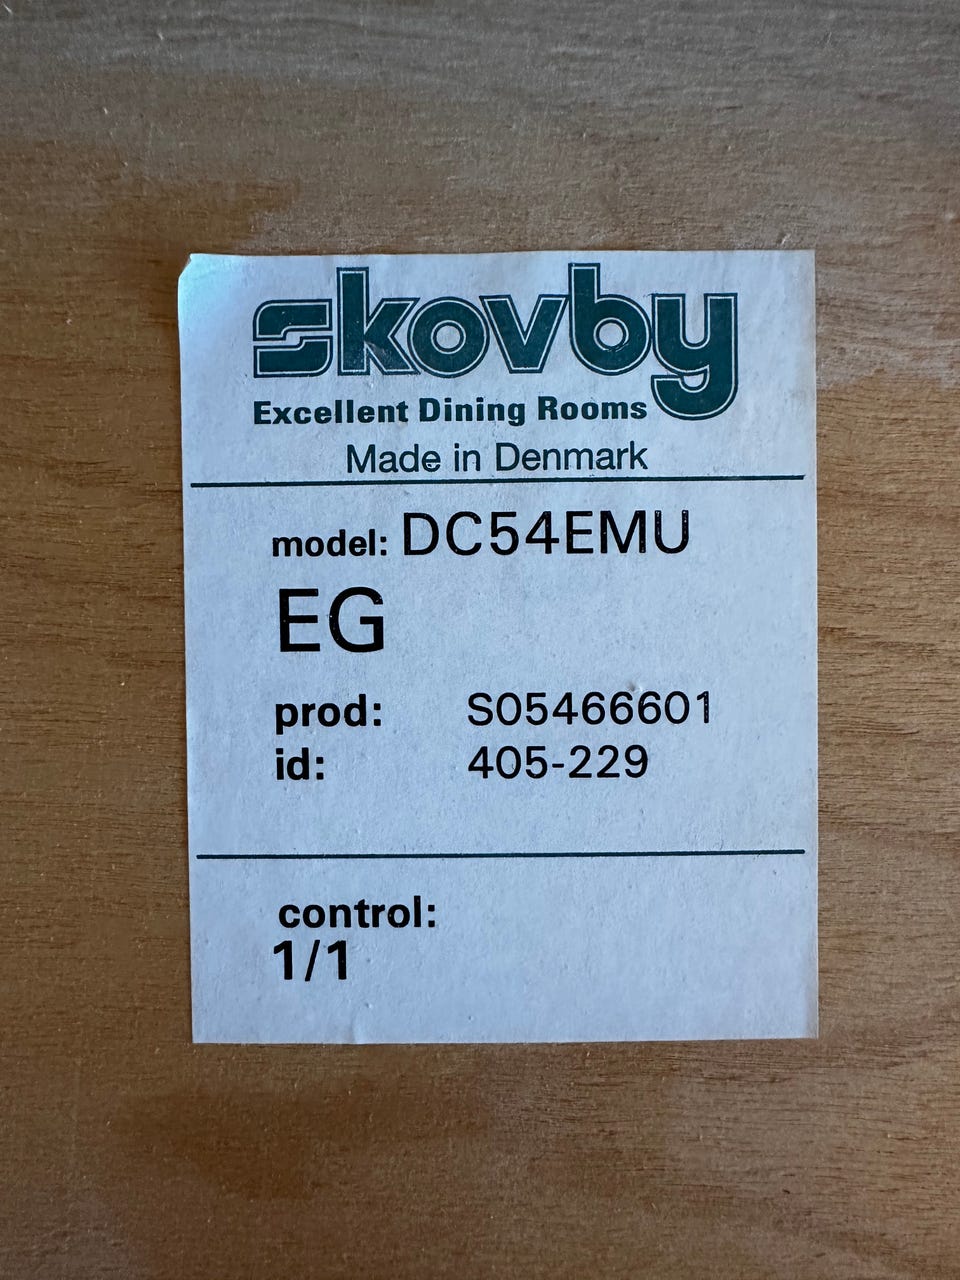 skovby
Excellent Dining Rooms
Made in Denmark
model: DC54EMU
EG
prod: S05466601
id: 405-229
control:
1/1